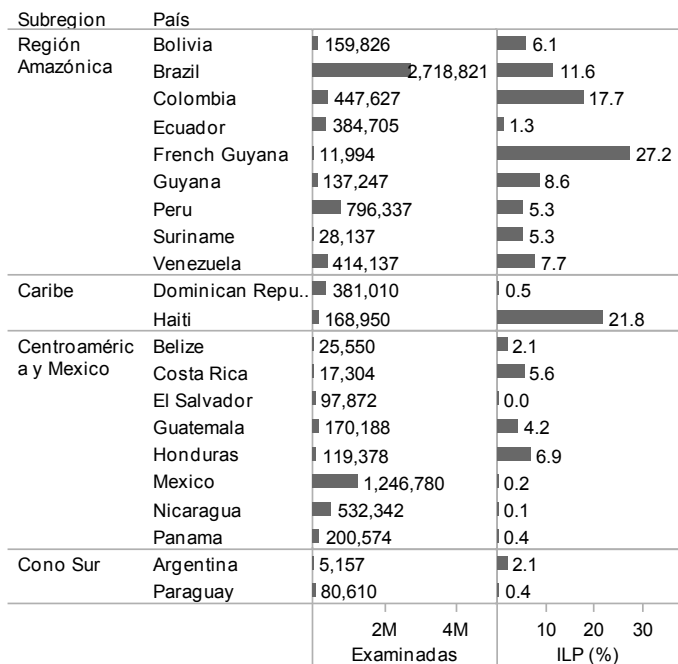 Subregion País
Región Amazónica Bolivia 159,826 6.1
Brazil 2,718,821 11.6
Colombia 447,627 17.7
Ecuador 384,705 1.3
French Guyana 11,994 27.2
Guyana 137,247 8.6
Peru 796,337 5.3
Suriname 28,137 5.3
Venezuela 414,137 7.7
Caribe Dominican Repu.. 381,010 0.5
Haiti 168,950 21.8
Centroaméric a y Mexico Belize 25,550 2.1
Costa Rica 17,304 5.6
El Salvador 97,872 0.0
Guatemala 170,188 4.2
Honduras 119,378 6.9
Mexico 1,246,780 0.2
Nicaragua 532,342 0.1
Panama 200,574 0.4
Cono Sur Argentina 5,157 2.1
Paraguay 80,610 0.4
2M 4M 10 20 30
Examinadas ILP (%)